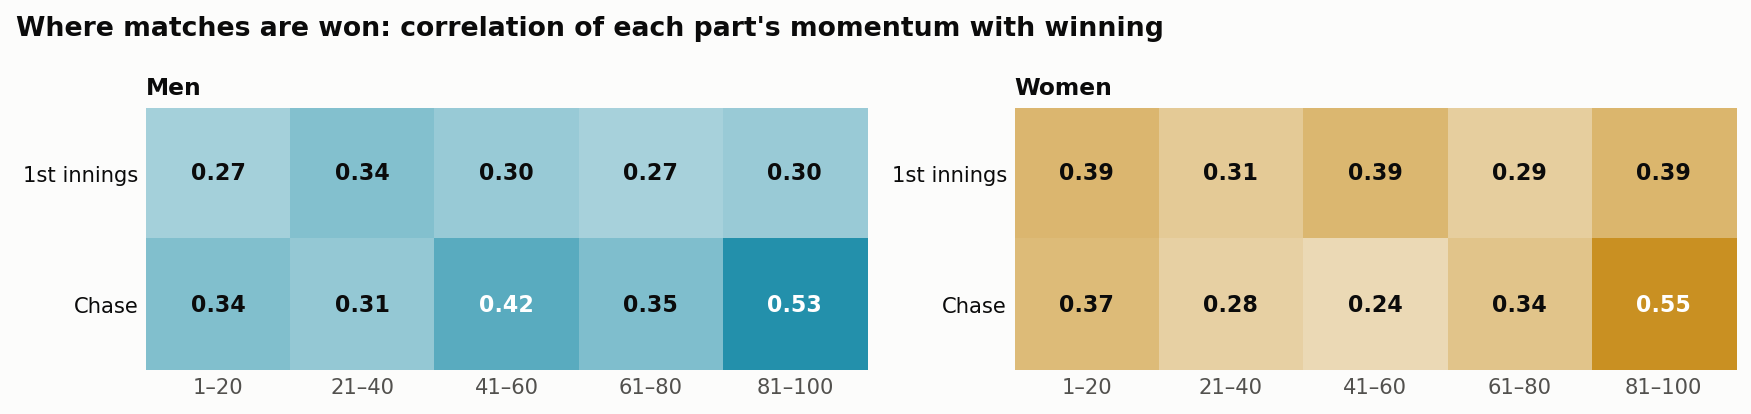 Where matches are won: correlation of each part's momentum with winning
Men
1st innings 0.27 0.34 0.30 0.27 0.30
Chase 0.34 0.31 0.42 0.35 0.53
1–20 21–40 41–60 61–80 81–100
Women
1st innings 0.39 0.31 0.39 0.29 0.39
Chase 0.37 0.28 0.24 0.34 0.55
1–20 21–40 41–60 61–80 81–100